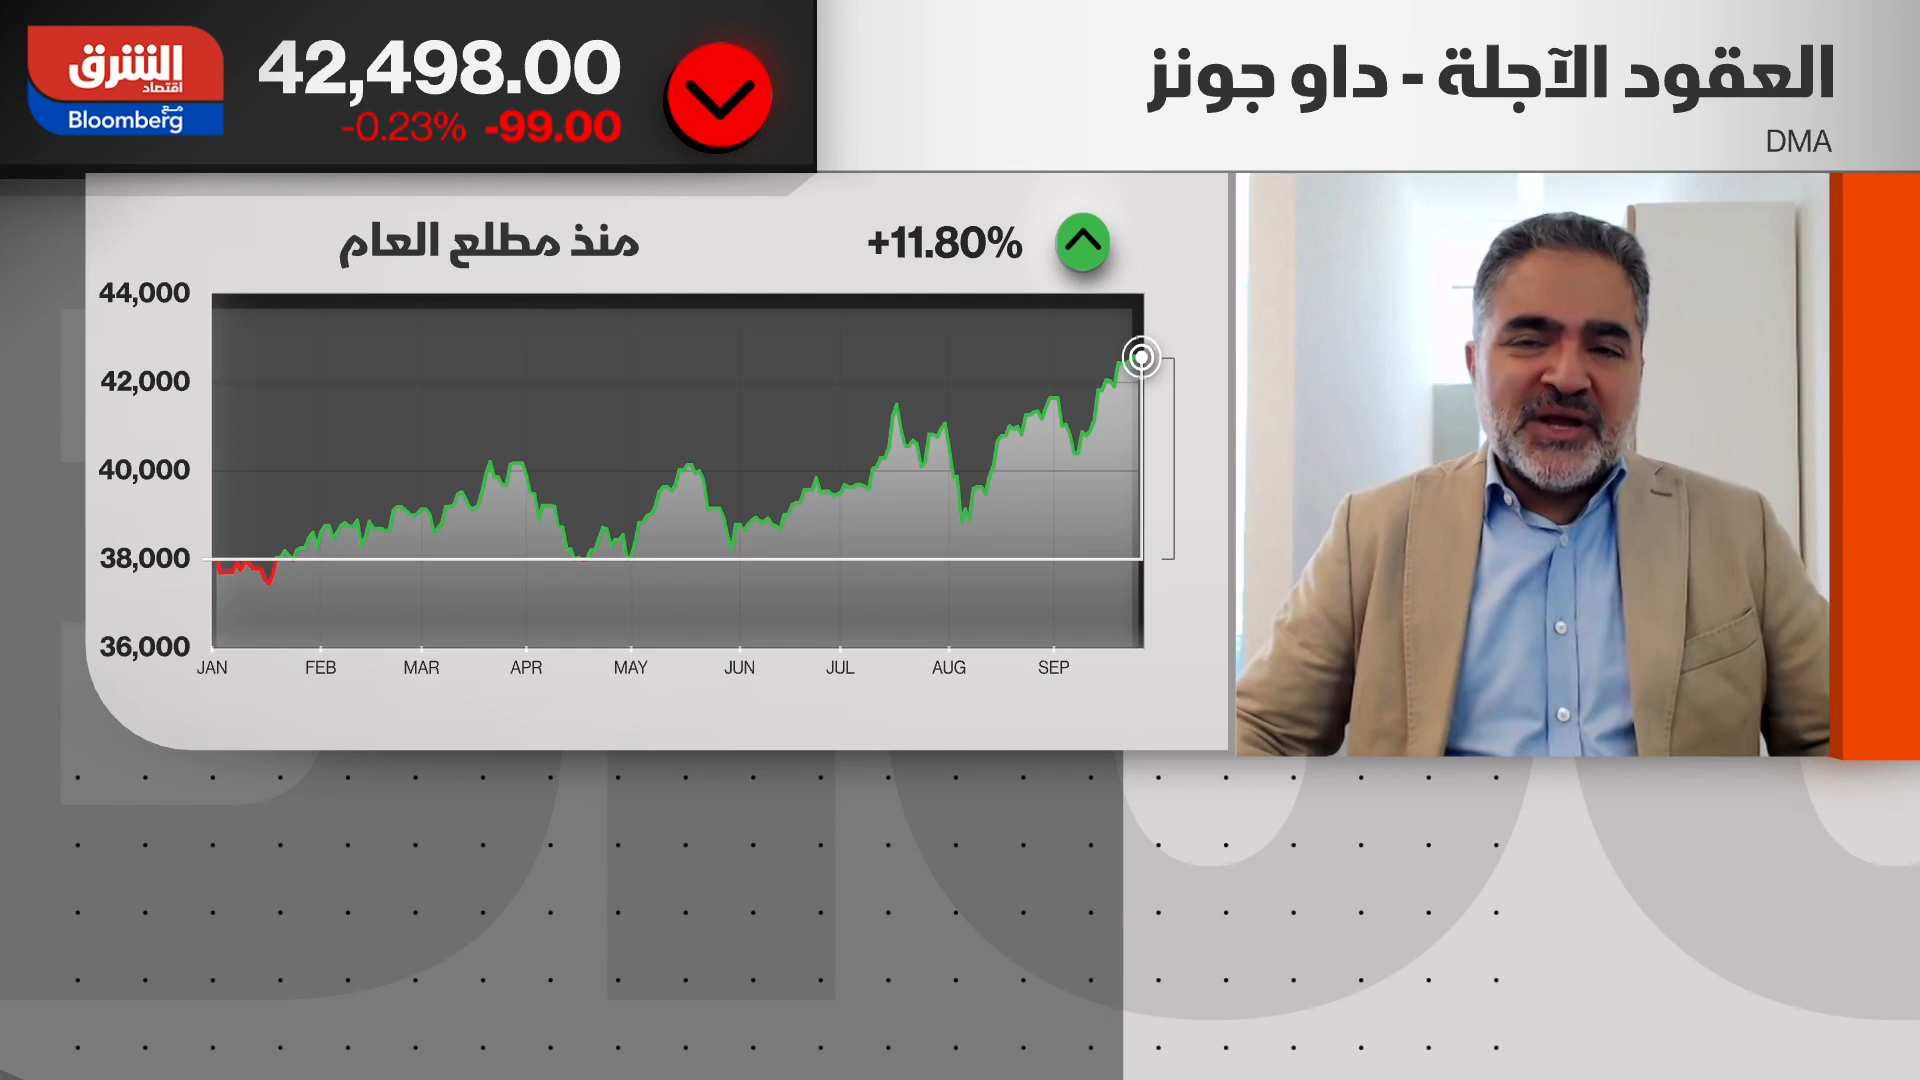 العقود الآجلة - داو جونز
DMA
42,498.00
-0.23% -99.00
الشرق
اقتصاد
مع
Bloomberg
منذ مطلع العام
+11.80%
44,000
42,000
40,000
38,000
36,000
JAN FEB MAR APR MAY JUN JUL AUG SEP